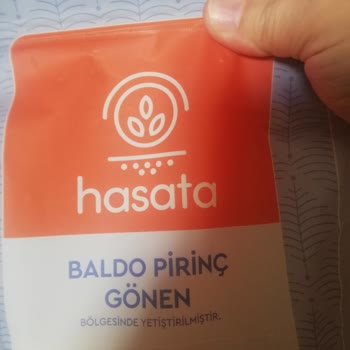 hasata
BALDO PİRİNÇ
GÖNEN
BÖLGESİNDE YETİŞTİRİLMİŞTİR.